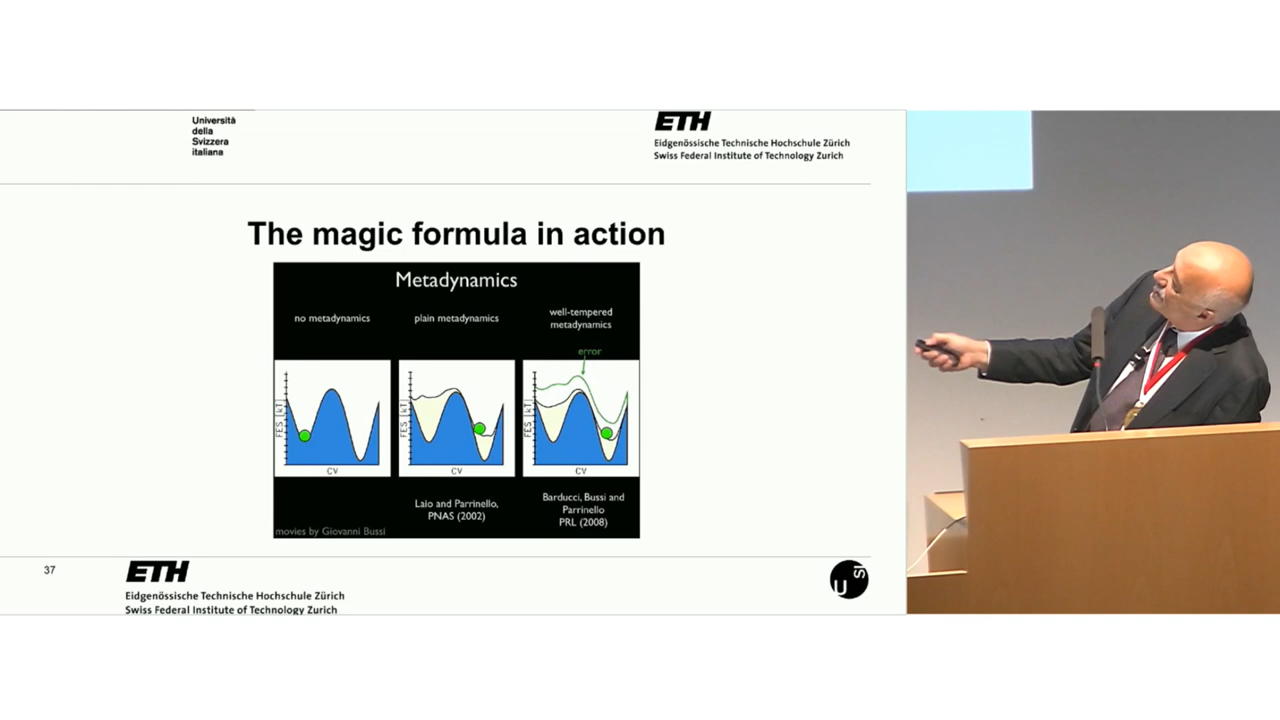 Università
della
Svizzera
italiana
ETH
Eidgenössische Technische Hochschule Zürich
Swiss Federal Institute of Technology Zurich
The magic formula in action
Metadynamics
no metadynamics
plain metadynamics
well-tempered
metadynamics
error
FES [kT]
CV
FES [kT]
CV
FES [kT]
CV
Laio and Parrinello,
PNAS (2002)
Barducci, Bussi and
Parrinello
PRL (2008)
movies by Giovanni Bussi
37
ETH
Eidgenössische Technische Hochschule Zürich
Swiss Federal Institute of Technology Zurich
U SI